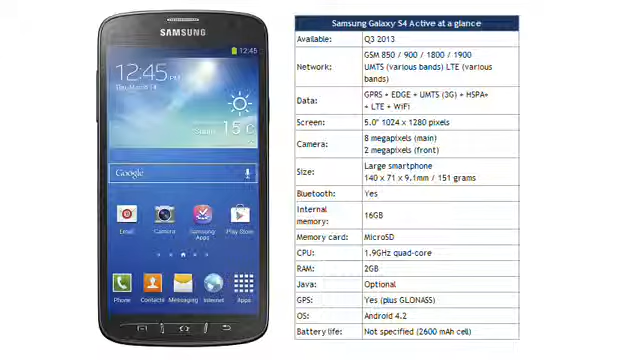 SAMSUNG
12:45
12:45 PM
Thu, March 14
15°C
Google
Email
Camera
Samsung
Apps
Play Store
Phone
Contacts
Messaging
Internet
Apps
Samsung Galaxy S4 Active at a glance
Available: Q3 2013
Network: GSM 850 / 900 / 1800 / 1900
UMTS (various bands) LTE (various
bands)
Data: GPRS + EDGE + UMTS (3G) + HSPA+
+ LTE + WiFi
Screen: 5.0" 1024 x 1280 pixels
Camera: 8 megapixels (main)
2 megapixels (front)
Size: Large smartphone
140 x 71 x 9.1mm / 151 grams
Bluetooth: Yes
Internal
memory: 16GB
Memory card: MicroSD
CPU: 1.9GHz quad-core
RAM: 2GB
Java: Optional
GPS: Yes (plus GLONASS)
OS: Android 4.2
Battery life: Not specified (2600 mAh cell)